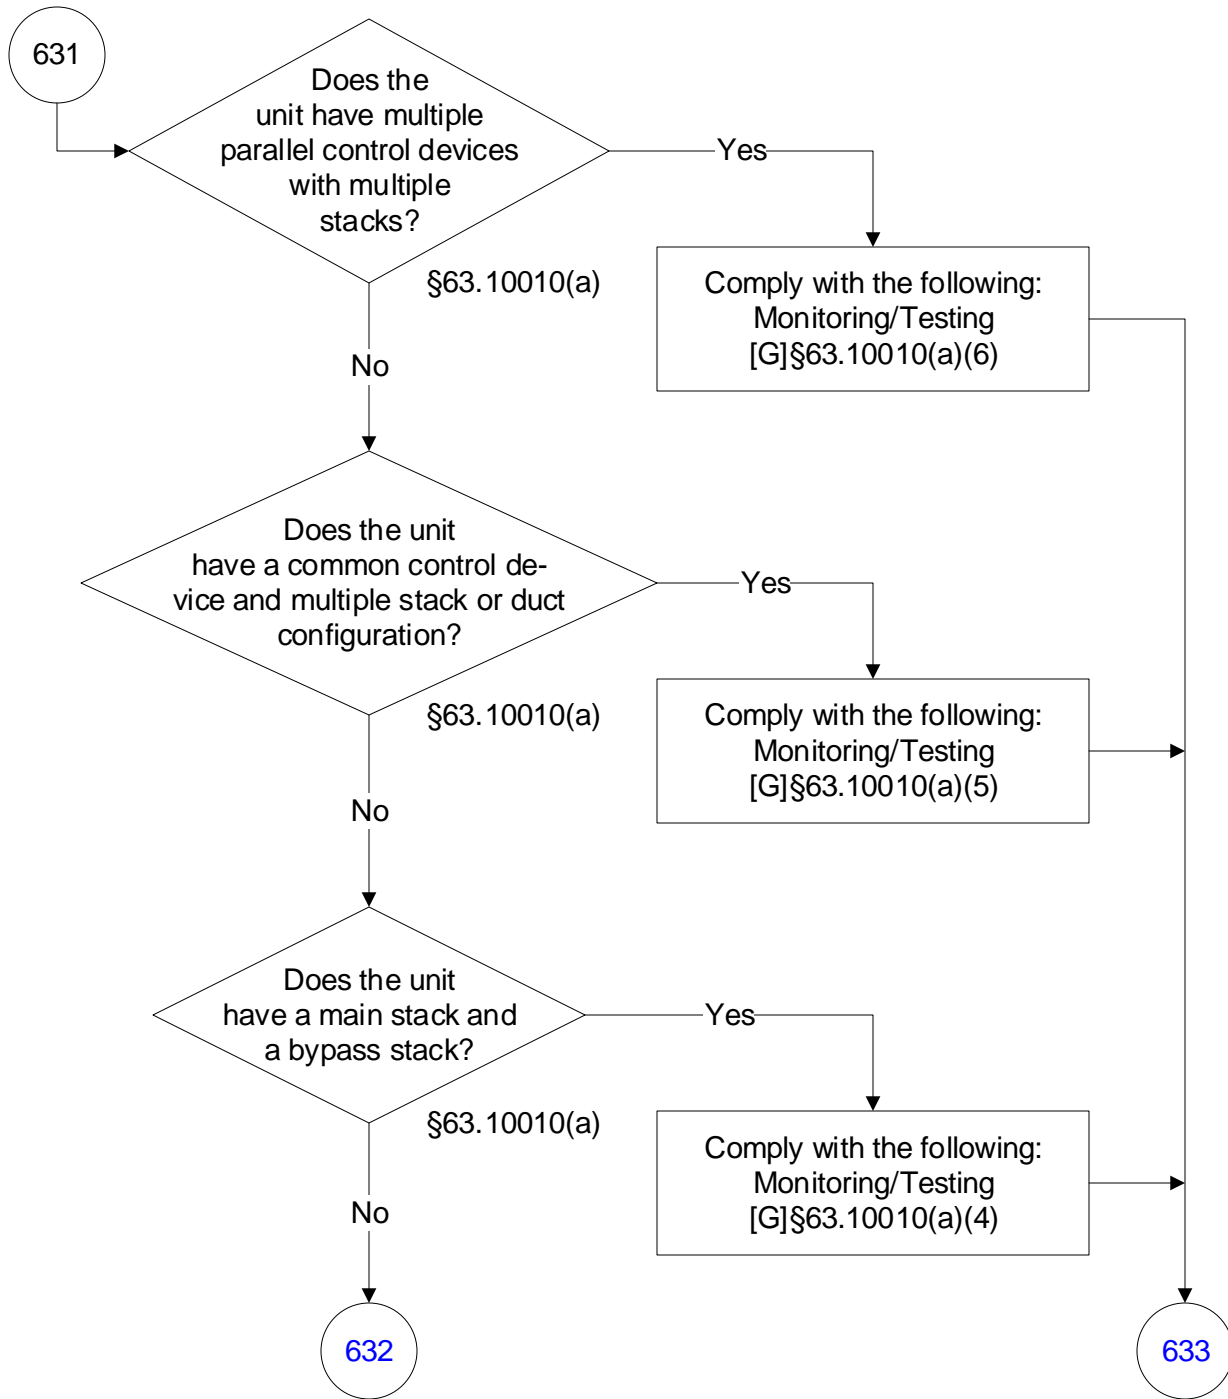 631
Does the
unit have multiple
parallel control devices
with multiple
stacks?
Yes
§63.10010(a)
Comply with the following:
Monitoring/Testing
[G]§63.10010(a)(6)
No
Does the unit
have a common control de-
vice and multiple stack or duct
configuration?
Yes
§63.10010(a)
Comply with the following:
Monitoring/Testing
[G]§63.10010(a)(5)
No
Does the unit
have a main stack and
a bypass stack?
Yes
§63.10010(a)
Comply with the following:
Monitoring/Testing
[G]§63.10010(a)(4)
No
632
633